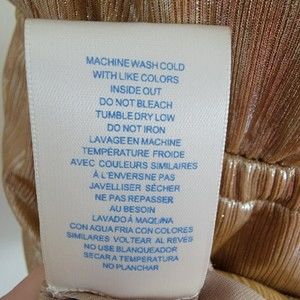 MACHINE WASH COLD
WITH LIKE COLORS
INSIDE OUT
DO NOT BLEACH
TUMBLE DRY LOW
DO NOT IRON
LAVAGE EN MACHINE
TEMPÉRATURE FROIDE
AVEC COULEURS SIMILAIRES
À L'ENVERS NE PAS
JAVELLISER SÉCHER
NE PAS REPASSER
AU BESOIN
LAVADO À MAQUINA
CON AGUA FRIA CON COLORES
SIMILARES VOLTEAR AL REVES
NO USE BLANQUEADOR
SECAR A TEMPERATURA
NO PLANCHAR